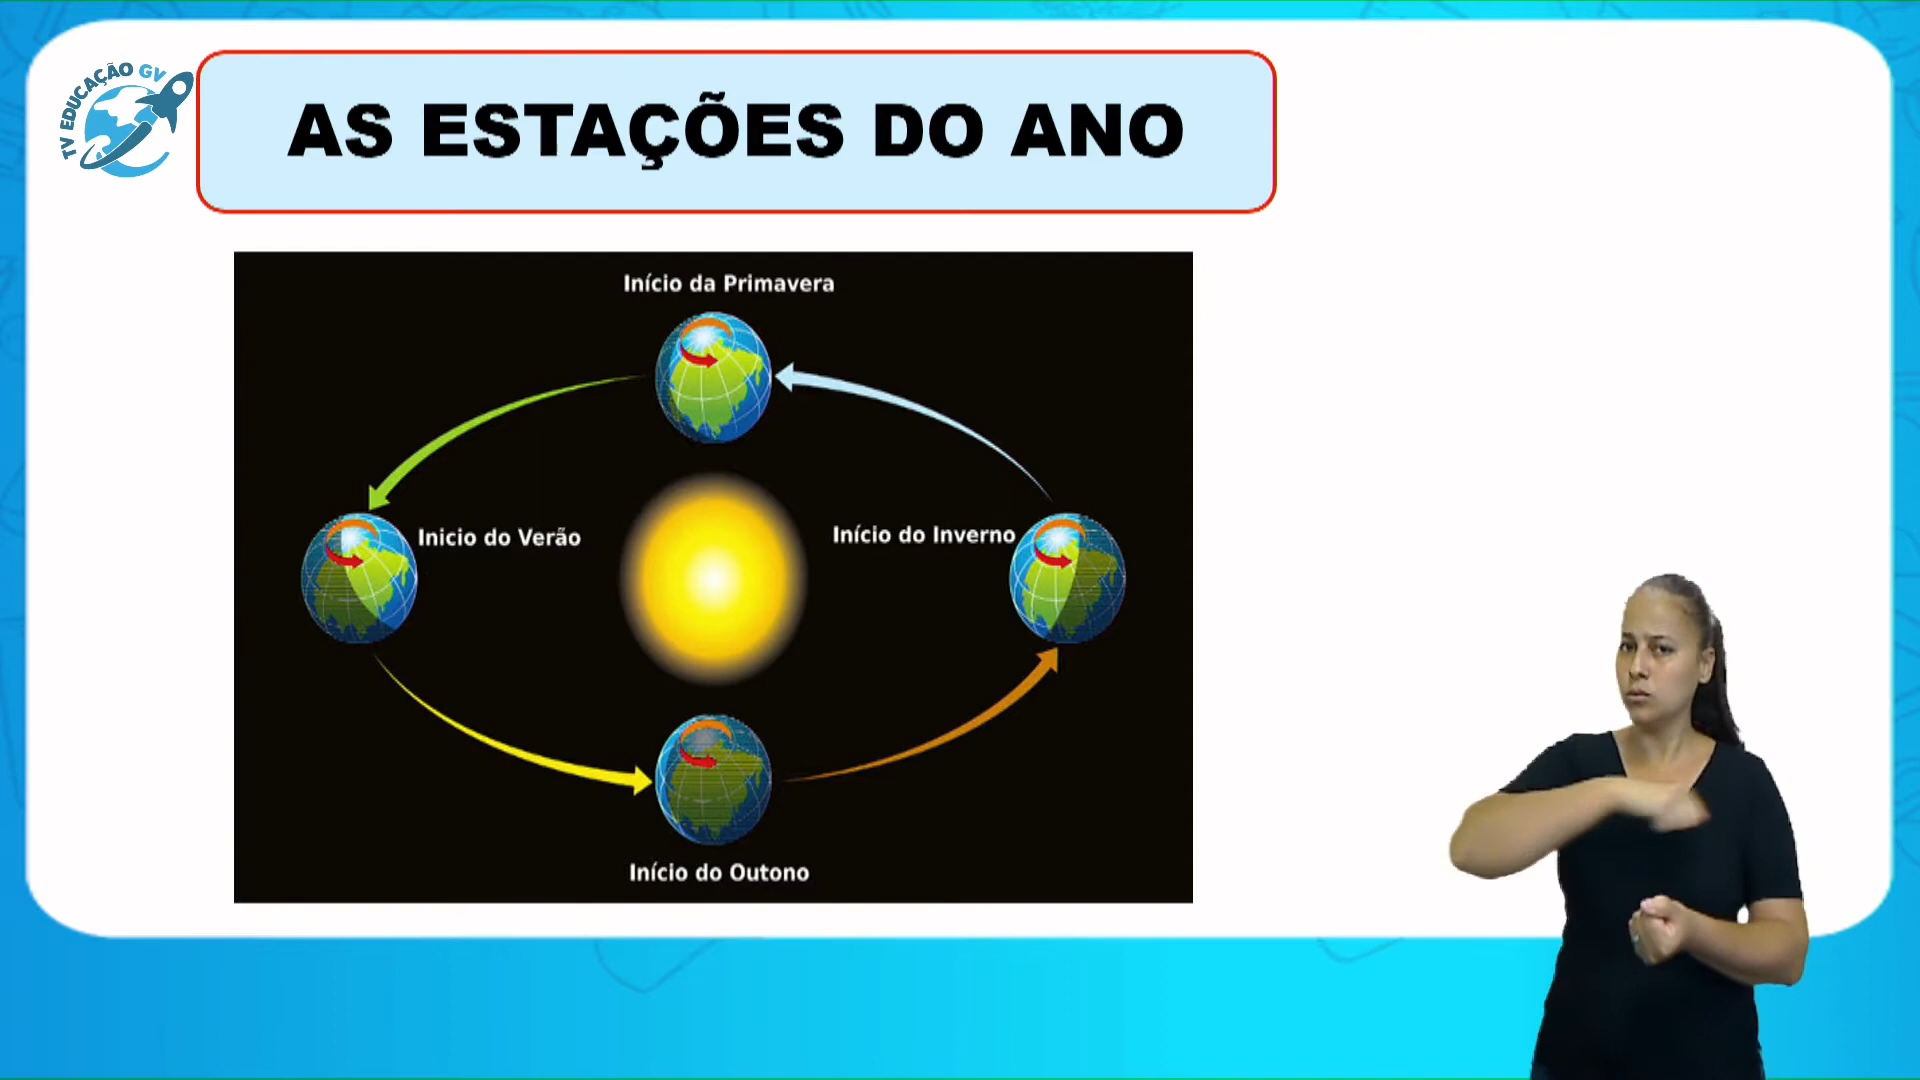 TV EDUCAÇÃO GV
AS ESTAÇÕES DO ANO
Início da Primavera
Inicio do Verão
Início do Inverno
Início do Outono